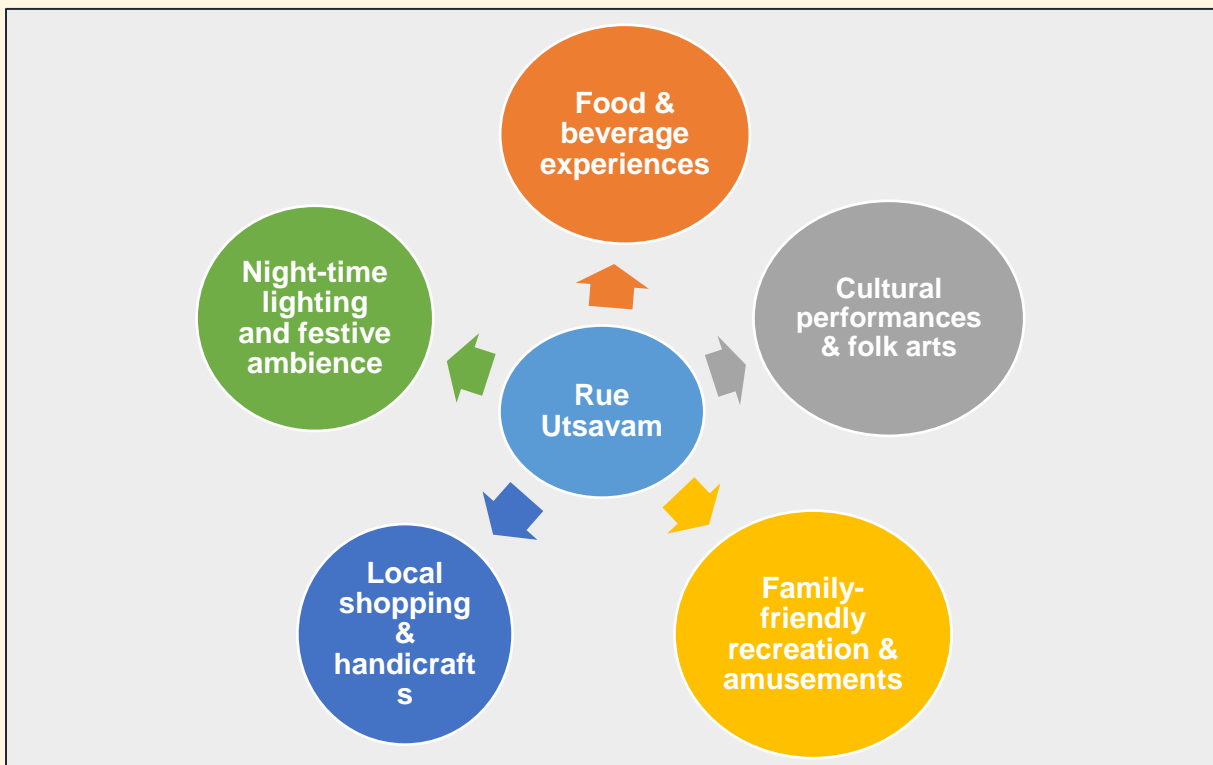 Food &
beverage
experiences
Night-time
lighting
and festive
ambience
Cultural
performances
& folk arts
Rue
Utsavam
Local
shopping
&
handicraft
s
Family-
friendly
recreation &
amusements